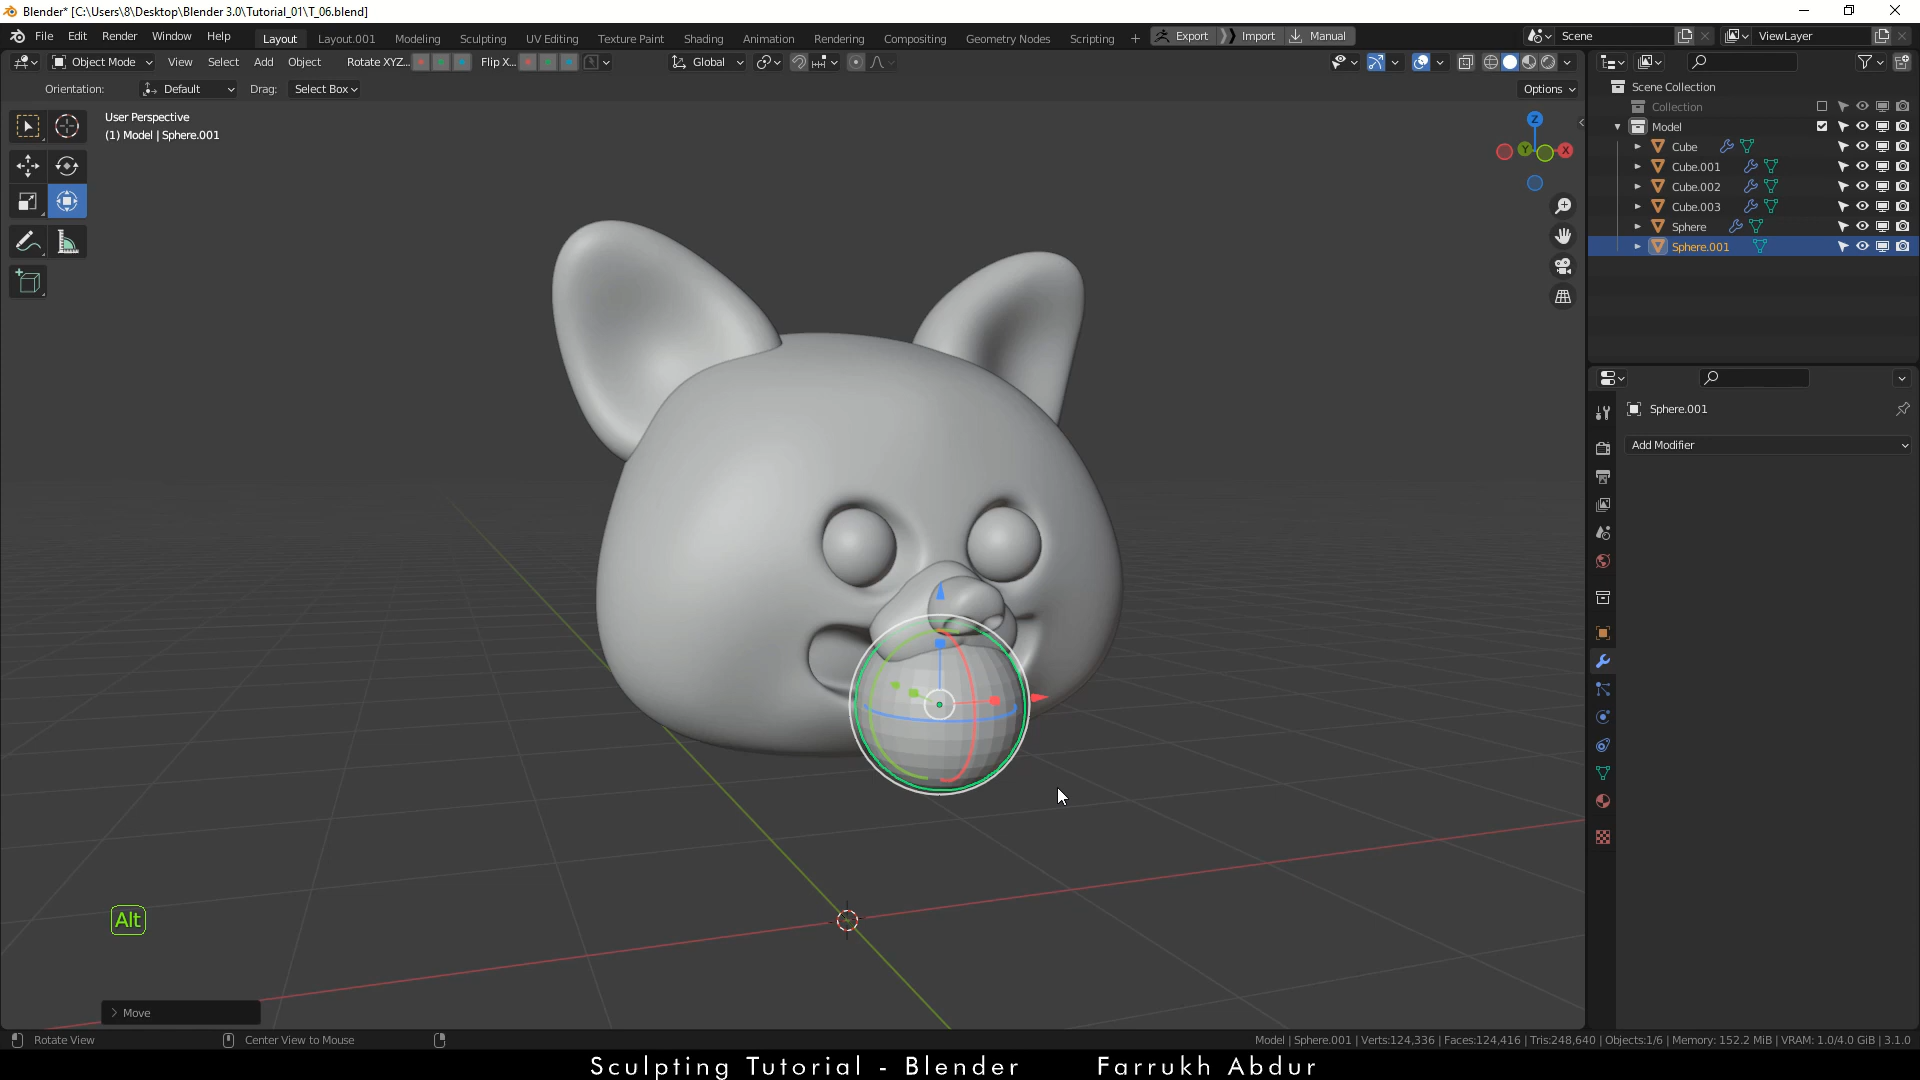 Blender* [C:\Users\8\Desktop\Blender 3.0\Tutorial_01\T_06.blend]
File Edit Render Window Help Layout Layout.001 Modeling Sculpting UV Editing Texture Paint Shading Animation Rendering Compositing Geometry Nodes Scripting + Export Import Manual Scene ViewLayer
Object Mode View Select Add Object Rotate XYZ... Flip X... Global
Orientation: Default Drag: Select Box Options
User Perspective
(1) Model | Sphere.001
Z
Y
X
Scene Collection
Collection
Model
Cube
Cube.001
Cube.002
Cube.003
Sphere
Sphere.001
Sphere.001
Add Modifier
Alt
Move
Rotate View Center View to Mouse Model | Sphere.001 | Verts:124,336 | Faces:124,416 | Tris:248,640 | Objects:1/6 | Memory: 152.2 MiB | VRAM: 1.0/4.0 GiB | 3.1.0
Sculpting Tutorial - Blender Farrukh Abdur